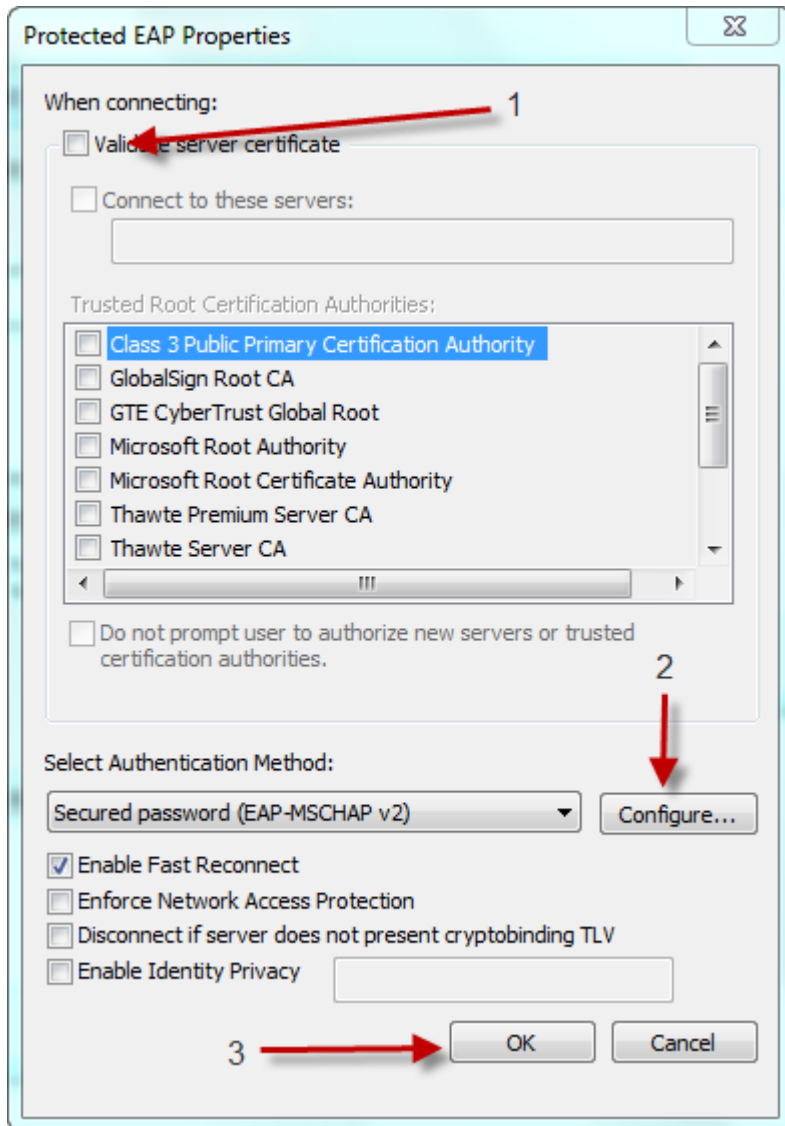 Protected EAP Properties
When connecting:
1
Validate server certificate
Connect to these servers:
Trusted Root Certification Authorities:
Class 3 Public Primary Certification Authority
GlobalSign Root CA
GTE CyberTrust Global Root
Microsoft Root Authority
Microsoft Root Certificate Authority
Thawte Premium Server CA
Thawte Server CA
Do not prompt user to authorize new servers or trusted
certification authorities.
2
Select Authentication Method:
Secured password (EAP-MSCHAP v2)
Configure...
Enable Fast Reconnect
Enforce Network Access Protection
Disconnect if server does not present cryptobinding TLV
Enable Identity Privacy
3
OK
Cancel